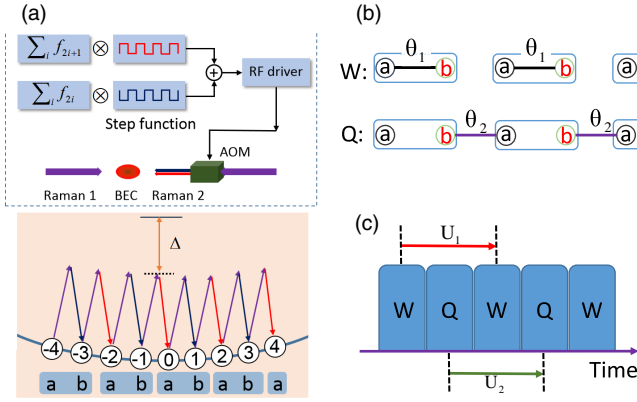 (a)
∑ᵢ f₂ᵢ₊₁ ⊗
RF driver
∑ᵢ f₂ᵢ ⊗
Step function
AOM
Raman 1 BEC Raman 2
Δ
-4 -3 -2 -1 0 1 2 3 4
a b a b a b a b a
(b)
θ₁ θ₁
W: a b a b a
Q: a b θ₂ a b θ₂ a
(c)
U₁
W Q W Q W
Time
U₂